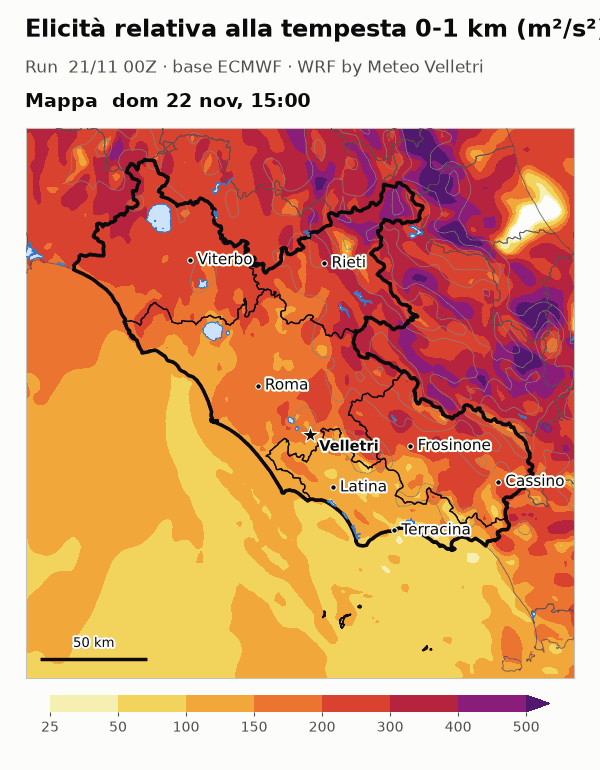 Elicità relativa alla tempesta 0-1 km (m²/s²)
Run 21/11 00Z · base ECMWF · WRF by Meteo Velletri
Mappa dom 22 nov, 15:00
Viterbo
Rieti
Roma
Velletri
Frosinone
Cassino
Latina
Terracina
50 km
25 50 100 150 200 300 400 500